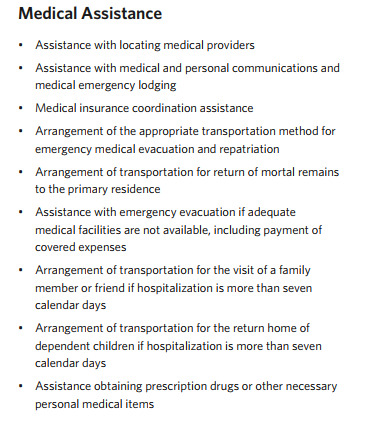 Medical Assistance
• Assistance with locating medical providers
• Assistance with medical and personal communications and
medical emergency lodging
• Medical insurance coordination assistance
• Arrangement of the appropriate transportation method for
emergency medical evacuation and repatriation
• Arrangement of transportation for return of mortal remains
to the primary residence
• Assistance with emergency evacuation if adequate
medical facilities are not available, including payment of
covered expenses
• Arrangement of transportation for the visit of a family
member or friend if hospitalization is more than seven
calendar days
• Arrangement of transportation for the return home of
dependent children if hospitalization is more than seven
calendar days
• Assistance obtaining prescription drugs or other necessary
personal medical items